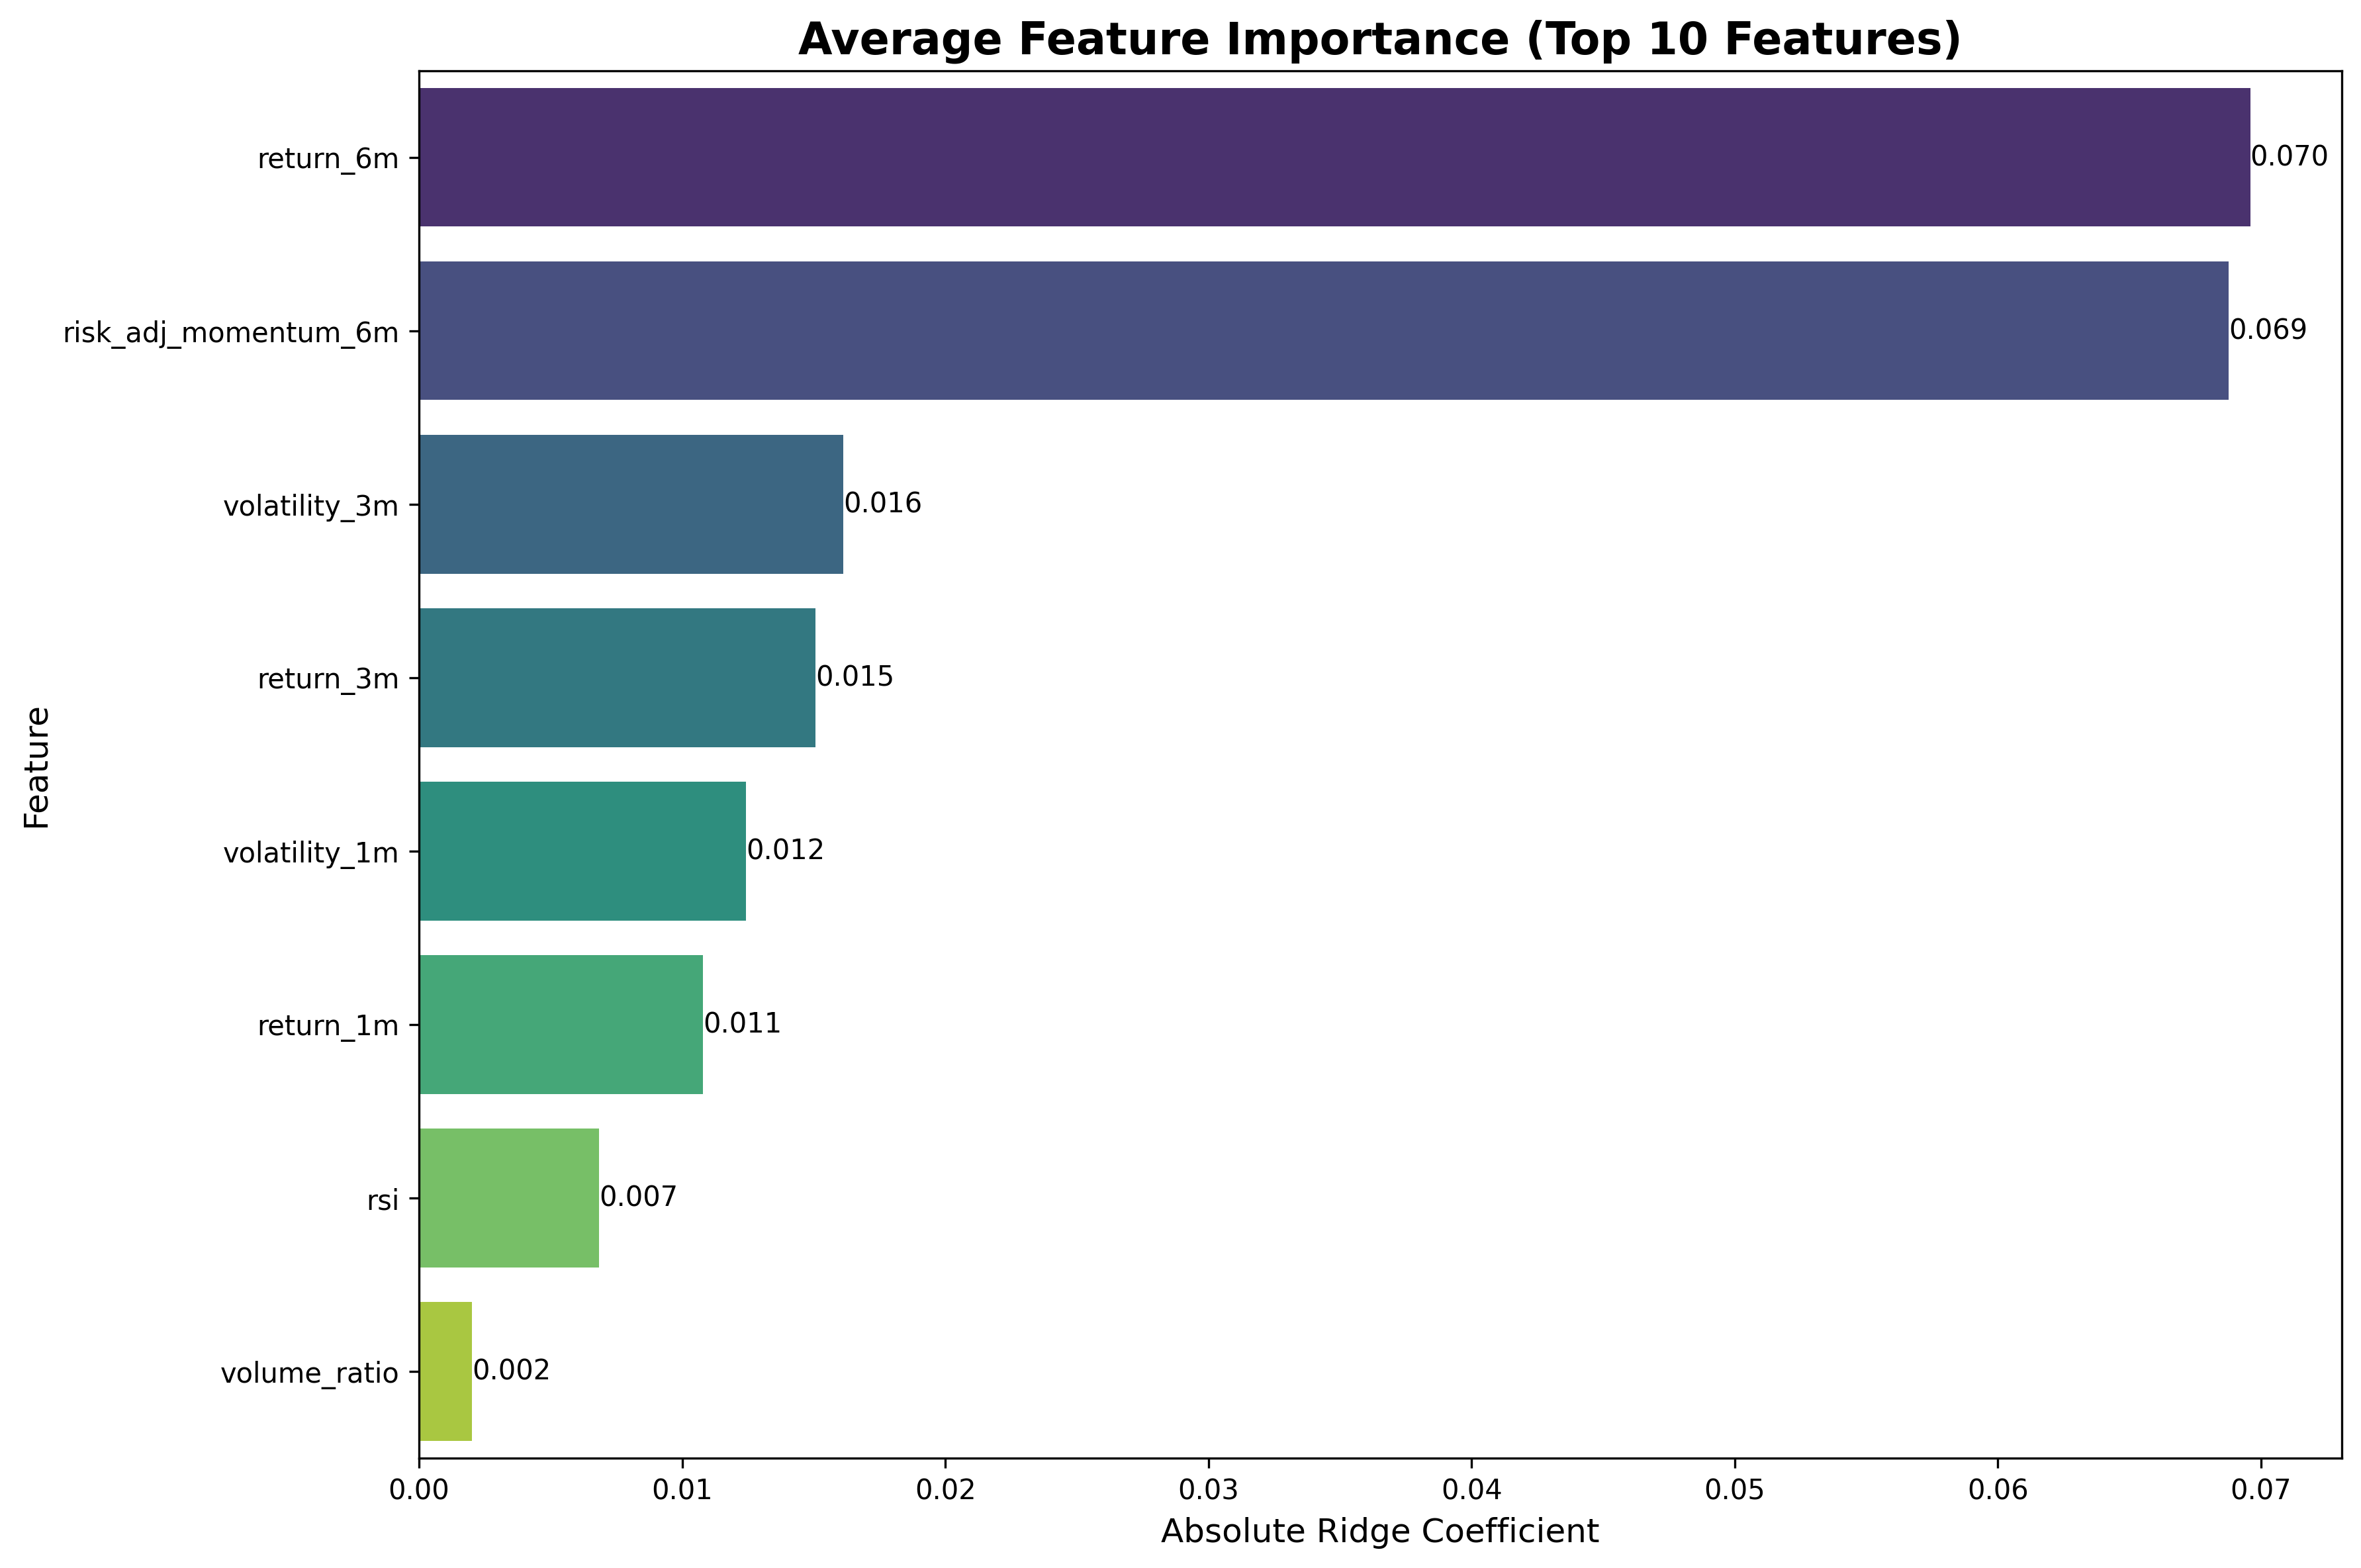 Average Feature Importance (Top 10 Features)
return_6m
0.070
risk_adj_momentum_6m
0.069
volatility_3m
0.016
return_3m
0.015
volatility_1m
0.012
return_1m
0.011
rsi
0.007
volume_ratio
0.002
Feature
0.00 0.01 0.02 0.03 0.04 0.05 0.06 0.07
Absolute Ridge Coefficient